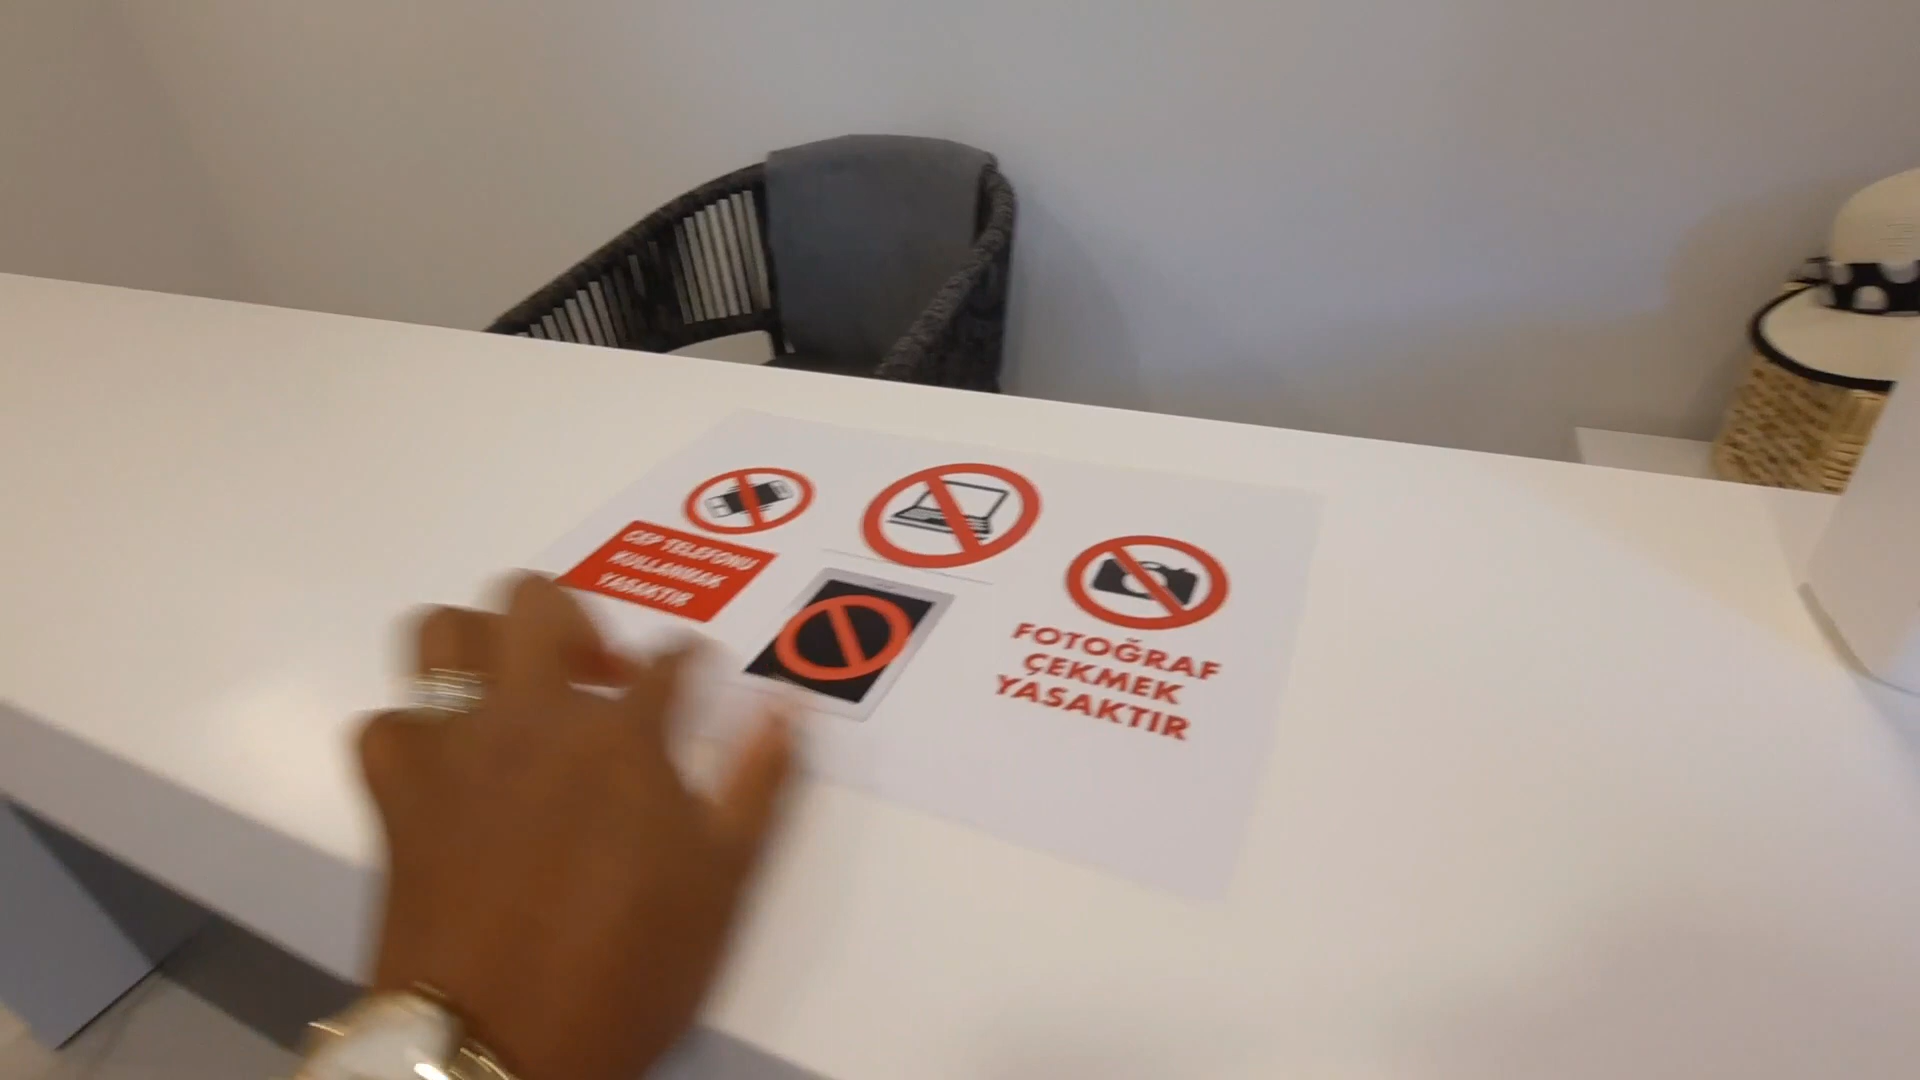 CEP TELEFONU
KULLANMAK
YASAKTIR
FOTOĞRAF
ÇEKMEK
YASAKTIR